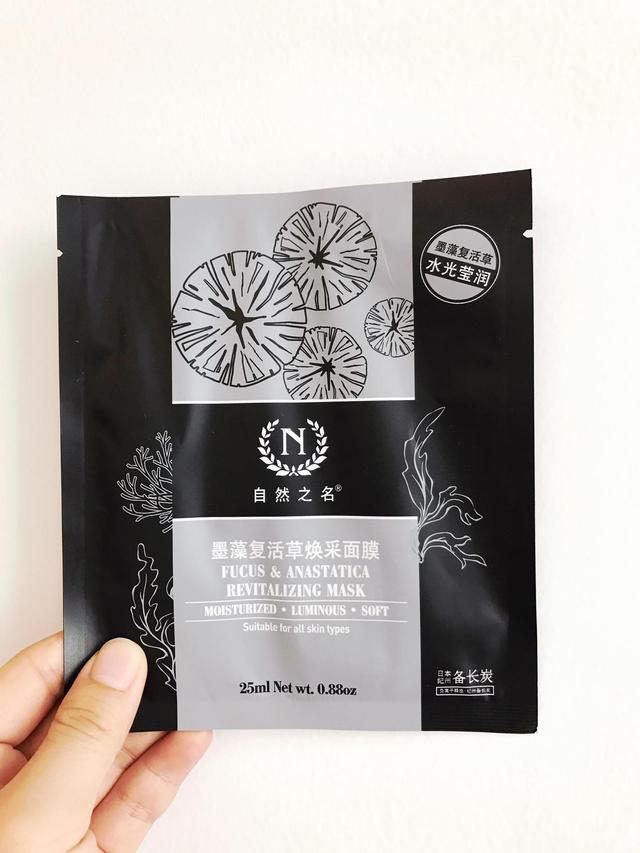 墨藻复活草
水光莹润
N
自然之名®
墨藻复活草焕采面膜
FUCUS & ANASTATICA
REVITALIZING MASK
MOISTURIZED • LUMINOUS • SOFT
Suitable for all skin types
25ml Net wt. 0.88oz
日本
纪州
备长炭